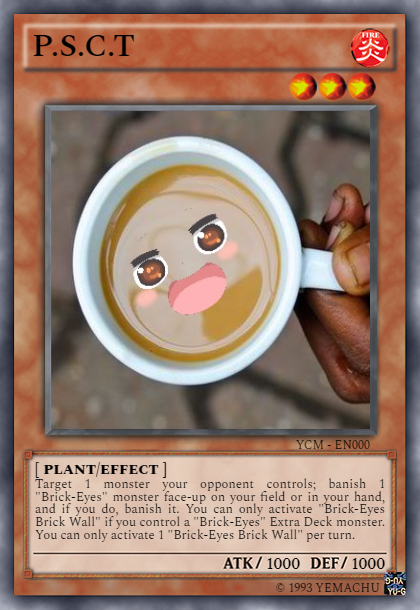 P.S.C.T
FIRE
炎
YCM - EN000
[ PLANT/EFFECT ]
Target 1 monster your opponent controls; banish 1
"Brick-Eyes" monster face-up on your field or in your hand,
and if you do, banish it. You can only activate "Brick-Eyes
Brick Wall" if you control a "Brick-Eyes" Extra Deck monster.
You can only activate 1 "Brick-Eyes Brick Wall" per turn.
ATK / 1000 DEF / 1000
© 1993 YEMACHU